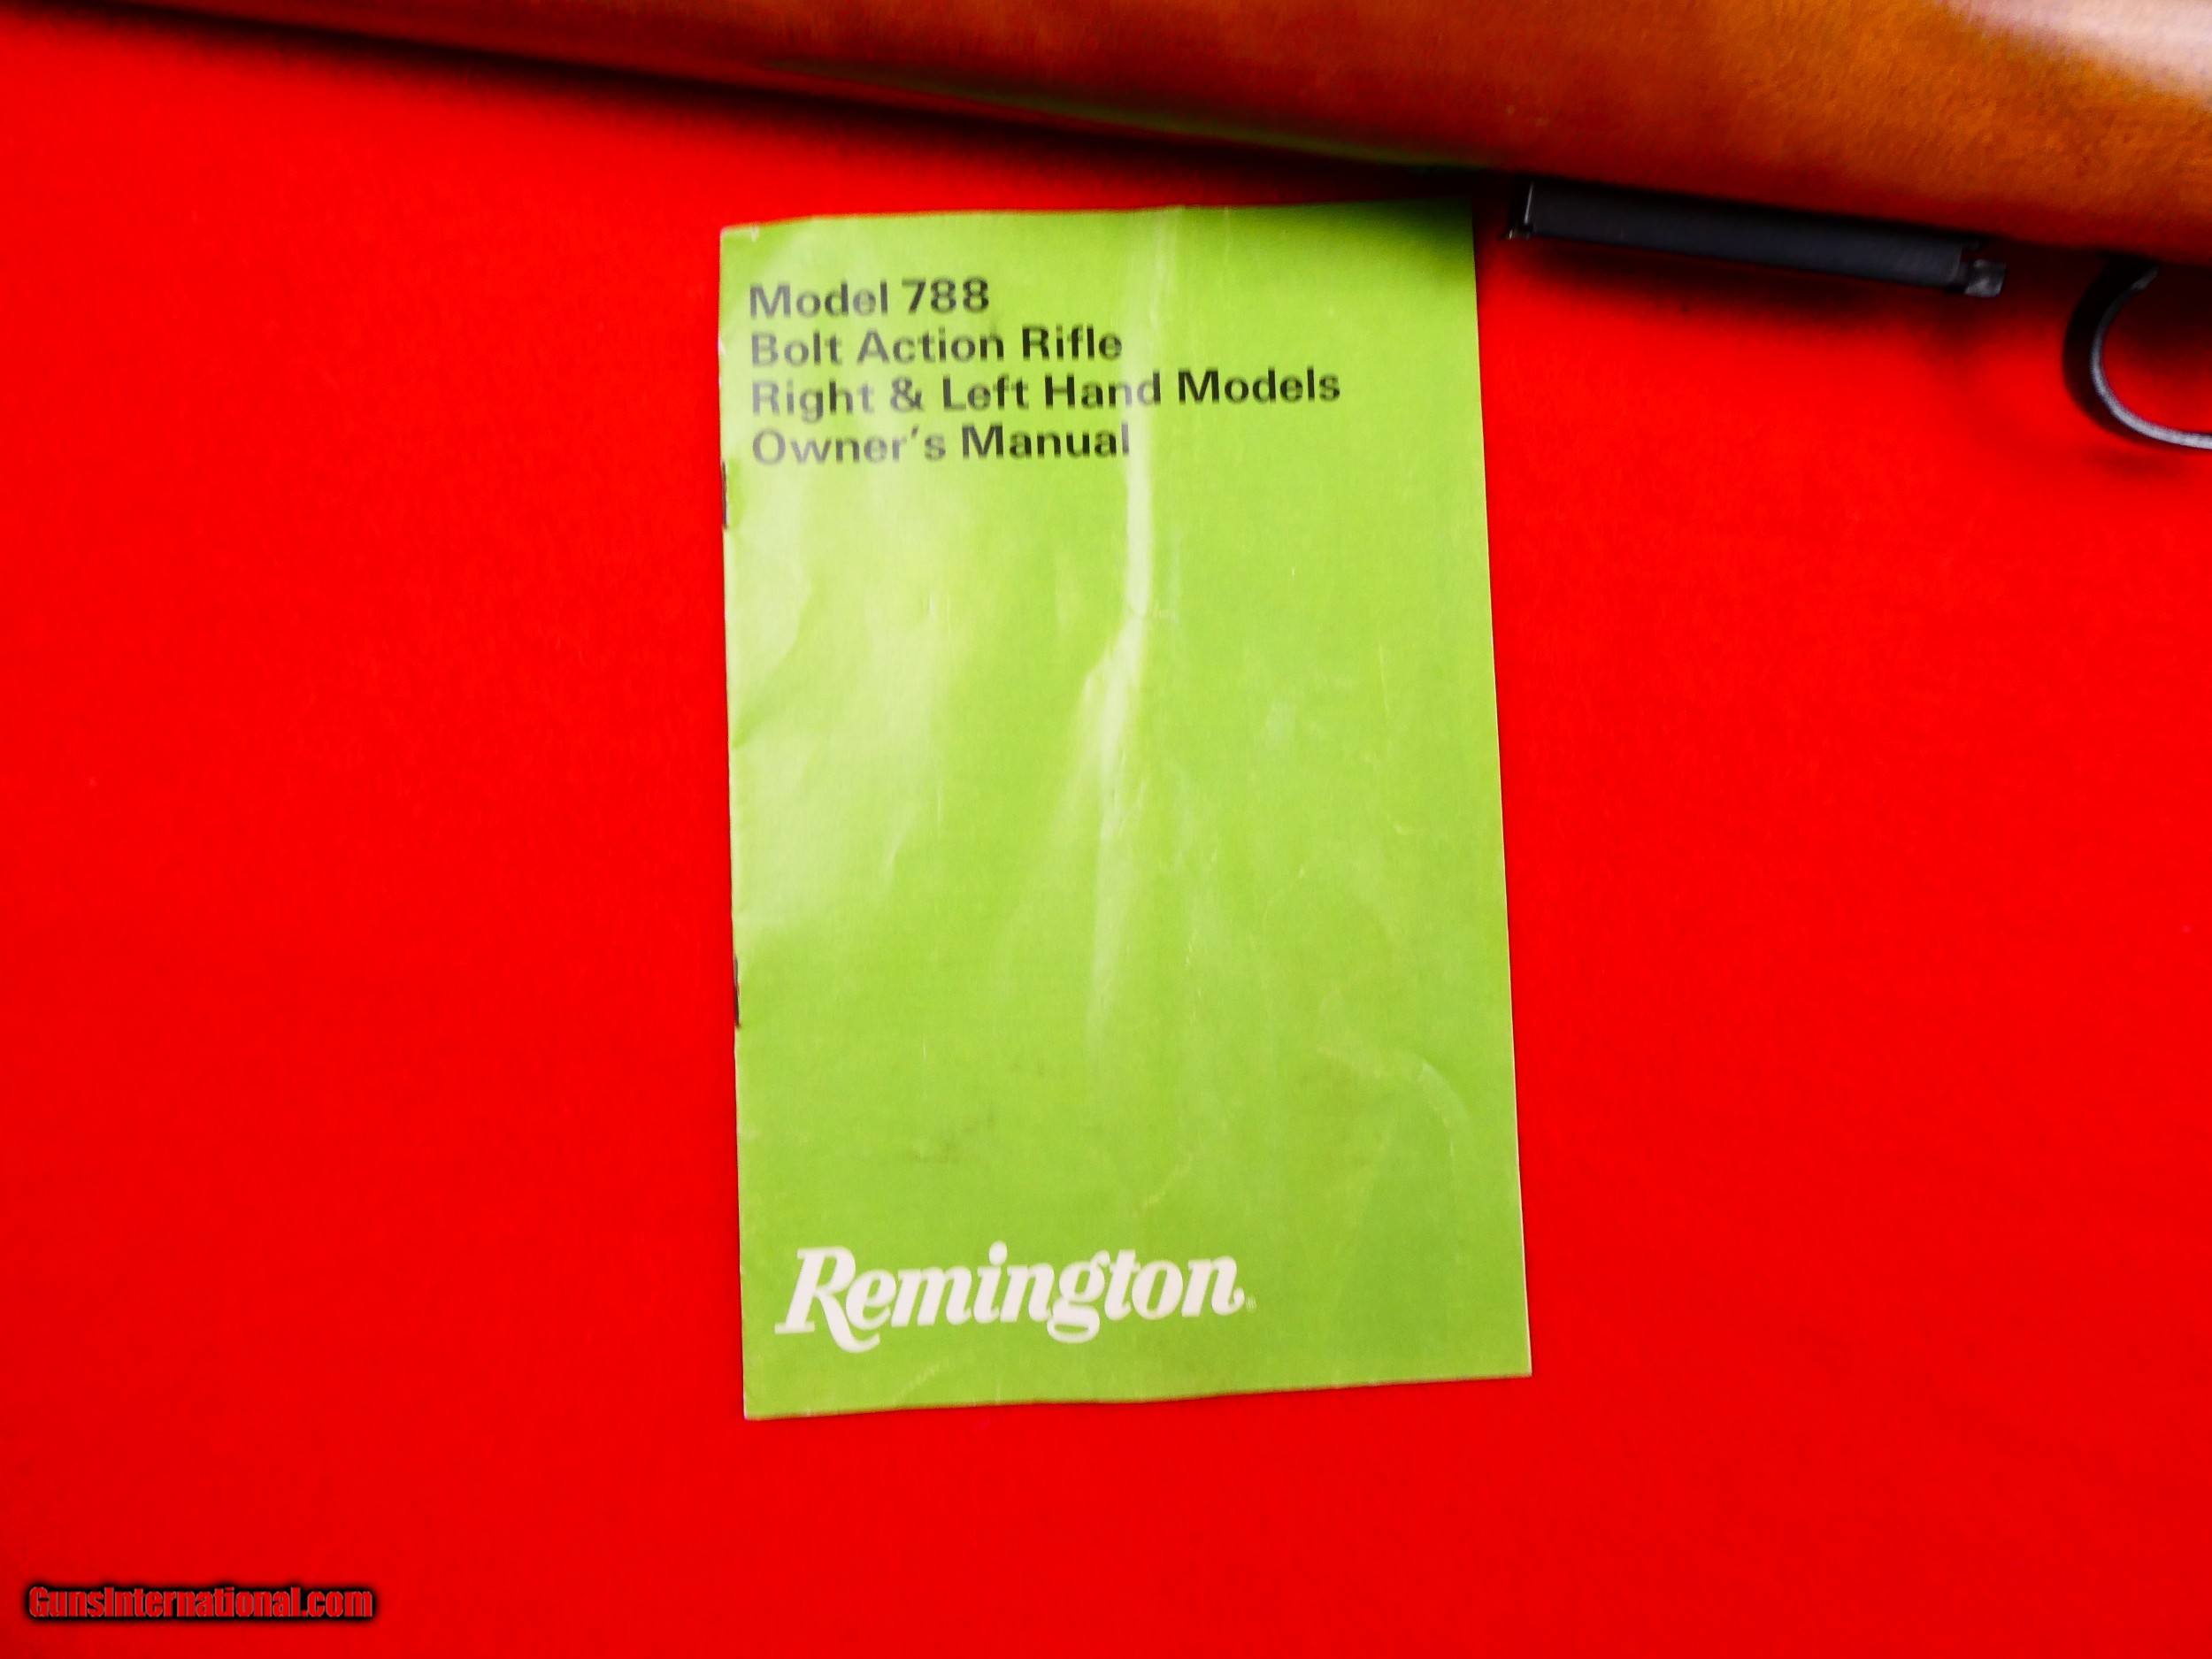 Model 788
Bolt Action Rifle
Right & Left Hand Models
Owner's Manual
Remington®
GunsInternational.com